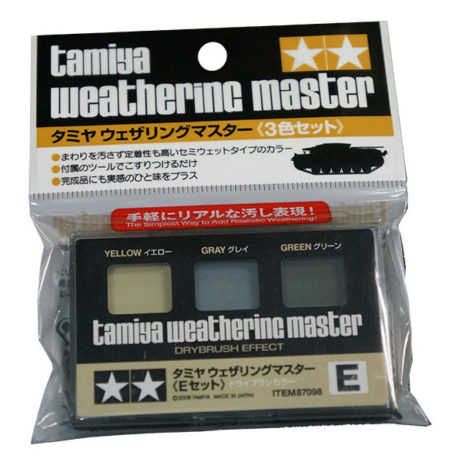 tamiya
weathering master
タミヤ ウェザリングマスター《3色セット》
●まわりを汚さず定着性も高いセミウェットタイプのカラー
●付属のツールでこすりつけるだけ
●完成品にも実感のひと味をプラス
手軽にリアルな汚し表現！
The Simplest Way to Add Realistic Weathering!
YELLOW イエロー
GRAY グレイ
GREEN グリーン
tamiya weathering master
DRYBRUSH EFFECT
タミヤ ウェザリングマスター
《Eセット》ドライブラシカラー
E
©2008 TAMIYA MADE IN JAPAN
ITEM 87098